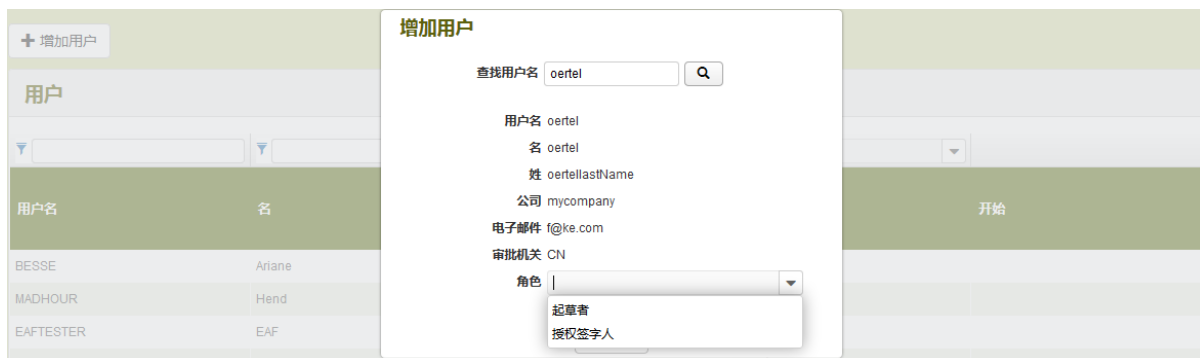 增加用户
用户
用户名 名 开始
BESSE Ariane
MADHOUR Hend
EAFTESTER EAF
增加用户
查找用户名 oertel
用户名 oertel
名 oertel
姓 oertellastName
公司 mycompany
电子邮件 f@ke.com
审批机关 CN
角色
起草者
授权签字人